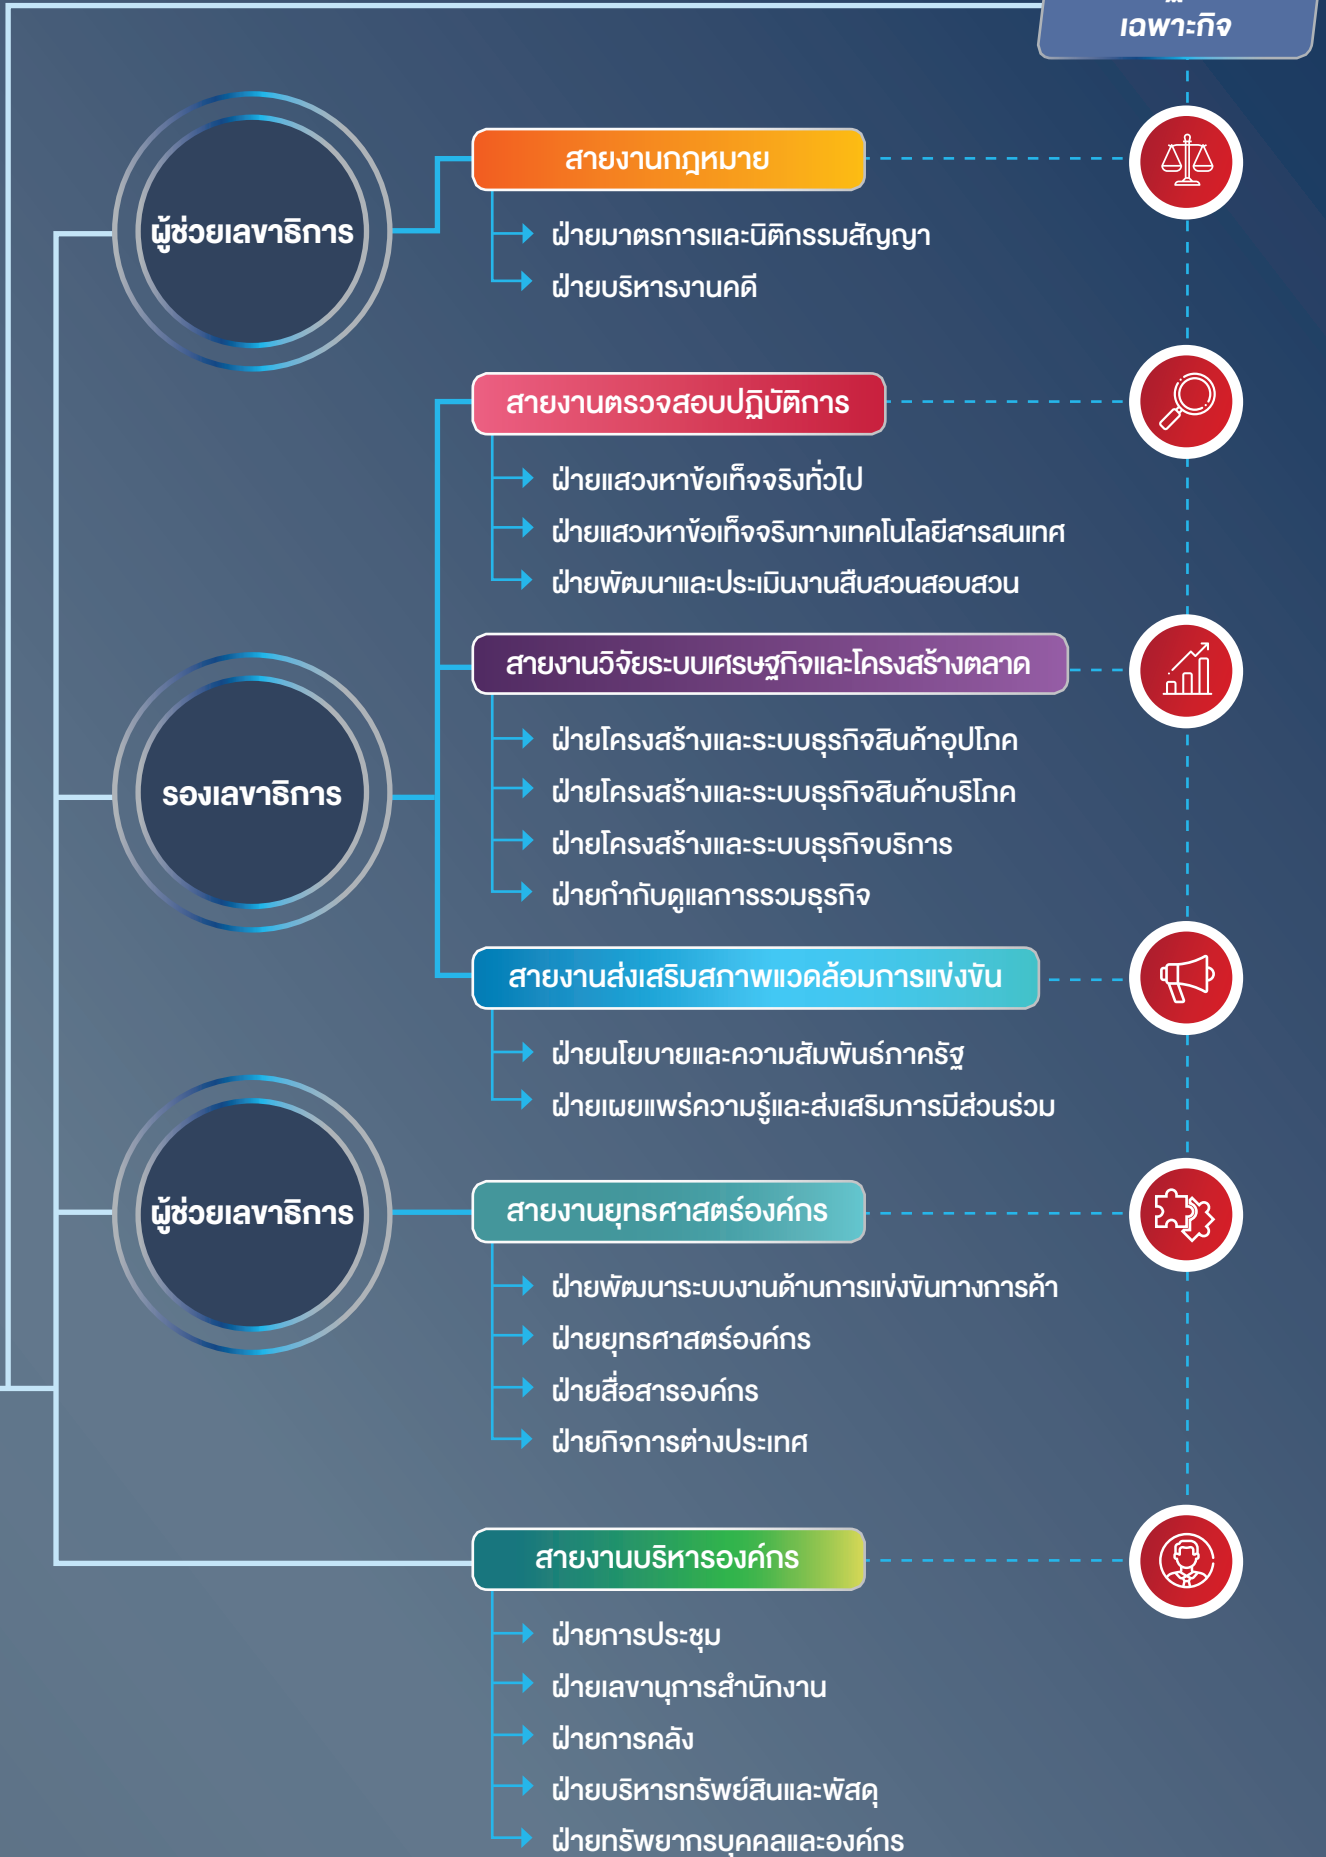 เฉพาะกิจ
ผู้ช่วยเลขาธิการ
สายงานกฎหมาย
ฝ่ายมาตรการและนิติกรรมสัญญา
ฝ่ายบริหารงานคดี
รองเลขาธิการ
สายงานตรวจสอบปฏิบัติการ
ฝ่ายแสวงหาข้อเท็จจริงทั่วไป
ฝ่ายแสวงหาข้อเท็จจริงทางเทคโนโลยีสารสนเทศ
ฝ่ายพัฒนาและประเมินงานสืบสวนสอบสวน
สายงานวิจัยระบบเศรษฐกิจและโครงสร้างตลาด
ฝ่ายโครงสร้างและระบบธุรกิจสินค้าอุปโภค
ฝ่ายโครงสร้างและระบบธุรกิจสินค้าบริโภค
ฝ่ายโครงสร้างและระบบธุรกิจบริการ
ฝ่ายกำกับดูแลการรวมธุรกิจ
สายงานส่งเสริมสภาพแวดล้อมการแข่งขัน
ฝ่ายนโยบายและความสัมพันธ์ภาครัฐ
ฝ่ายเผยแพร่ความรู้และส่งเสริมการมีส่วนร่วม
ผู้ช่วยเลขาธิการ
สายงานยุทธศาสตร์องค์กร
ฝ่ายพัฒนาระบบงานด้านการแข่งขันทางการค้า
ฝ่ายยุทธศาสตร์องค์กร
ฝ่ายสื่อสารองค์กร
ฝ่ายกิจการต่างประเทศ
สายงานบริหารองค์กร
ฝ่ายการประชุม
ฝ่ายเลขานุการสำนักงาน
ฝ่ายการคลัง
ฝ่ายบริหารทรัพย์สินและพัสดุ
ฝ่ายทรัพยากรบุคคลและองค์กร